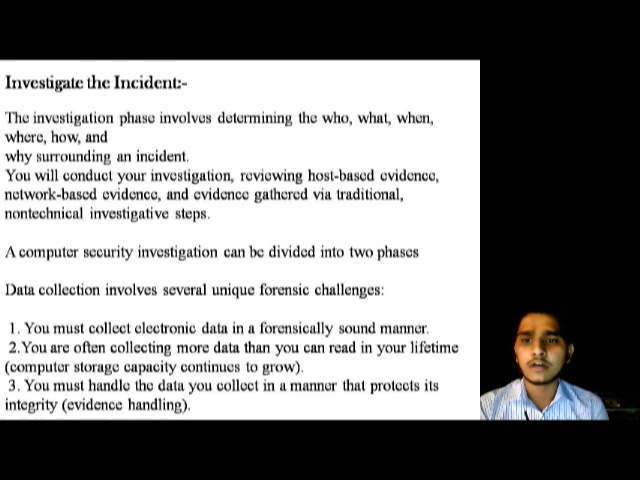 Investigate the Incident:-
The investigation phase involves determining the who, what, when,
where, how, and
why surrounding an incident.
You will conduct your investigation, reviewing host-based evidence,
network-based evidence, and evidence gathered via traditional,
nontechnical investigative steps.
A computer security investigation can be divided into two phases
Data collection involves several unique forensic challenges:
1. You must collect electronic data in a forensically sound manner.
2.You are often collecting more data than you can read in your lifetime
(computer storage capacity continues to grow).
3. You must handle the data you collect in a manner that protects its
integrity (evidence handling).